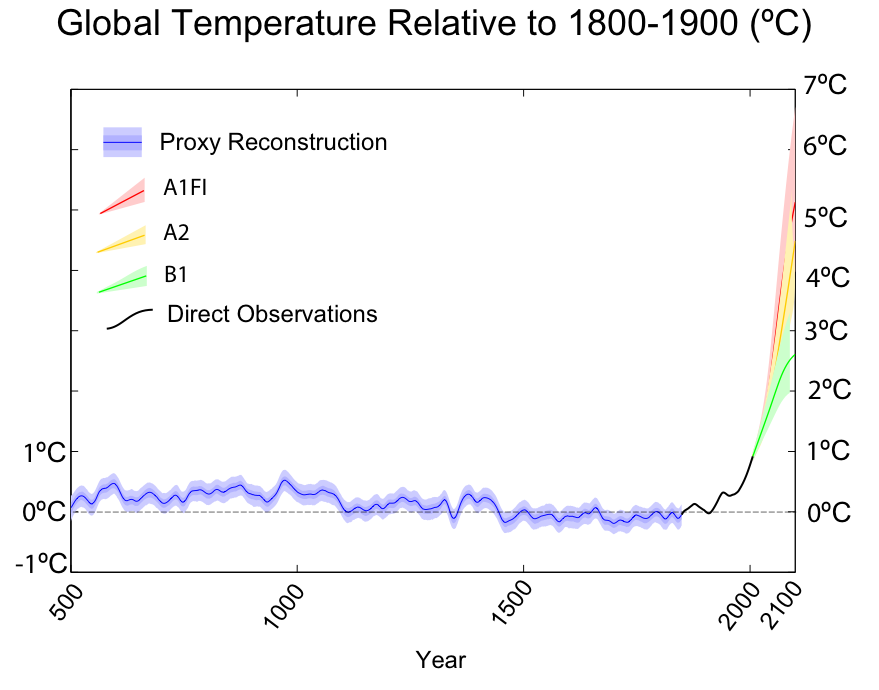 Global Temperature Relative to 1800-1900 (ºC)
7ºC
Proxy Reconstruction
6ºC
A1FI
5ºC
A2
4ºC
B1
Direct Observations
3ºC
2ºC
1ºC
1ºC
0ºC
0ºC
-1ºC
500
1000
1500
2000
2100
Year